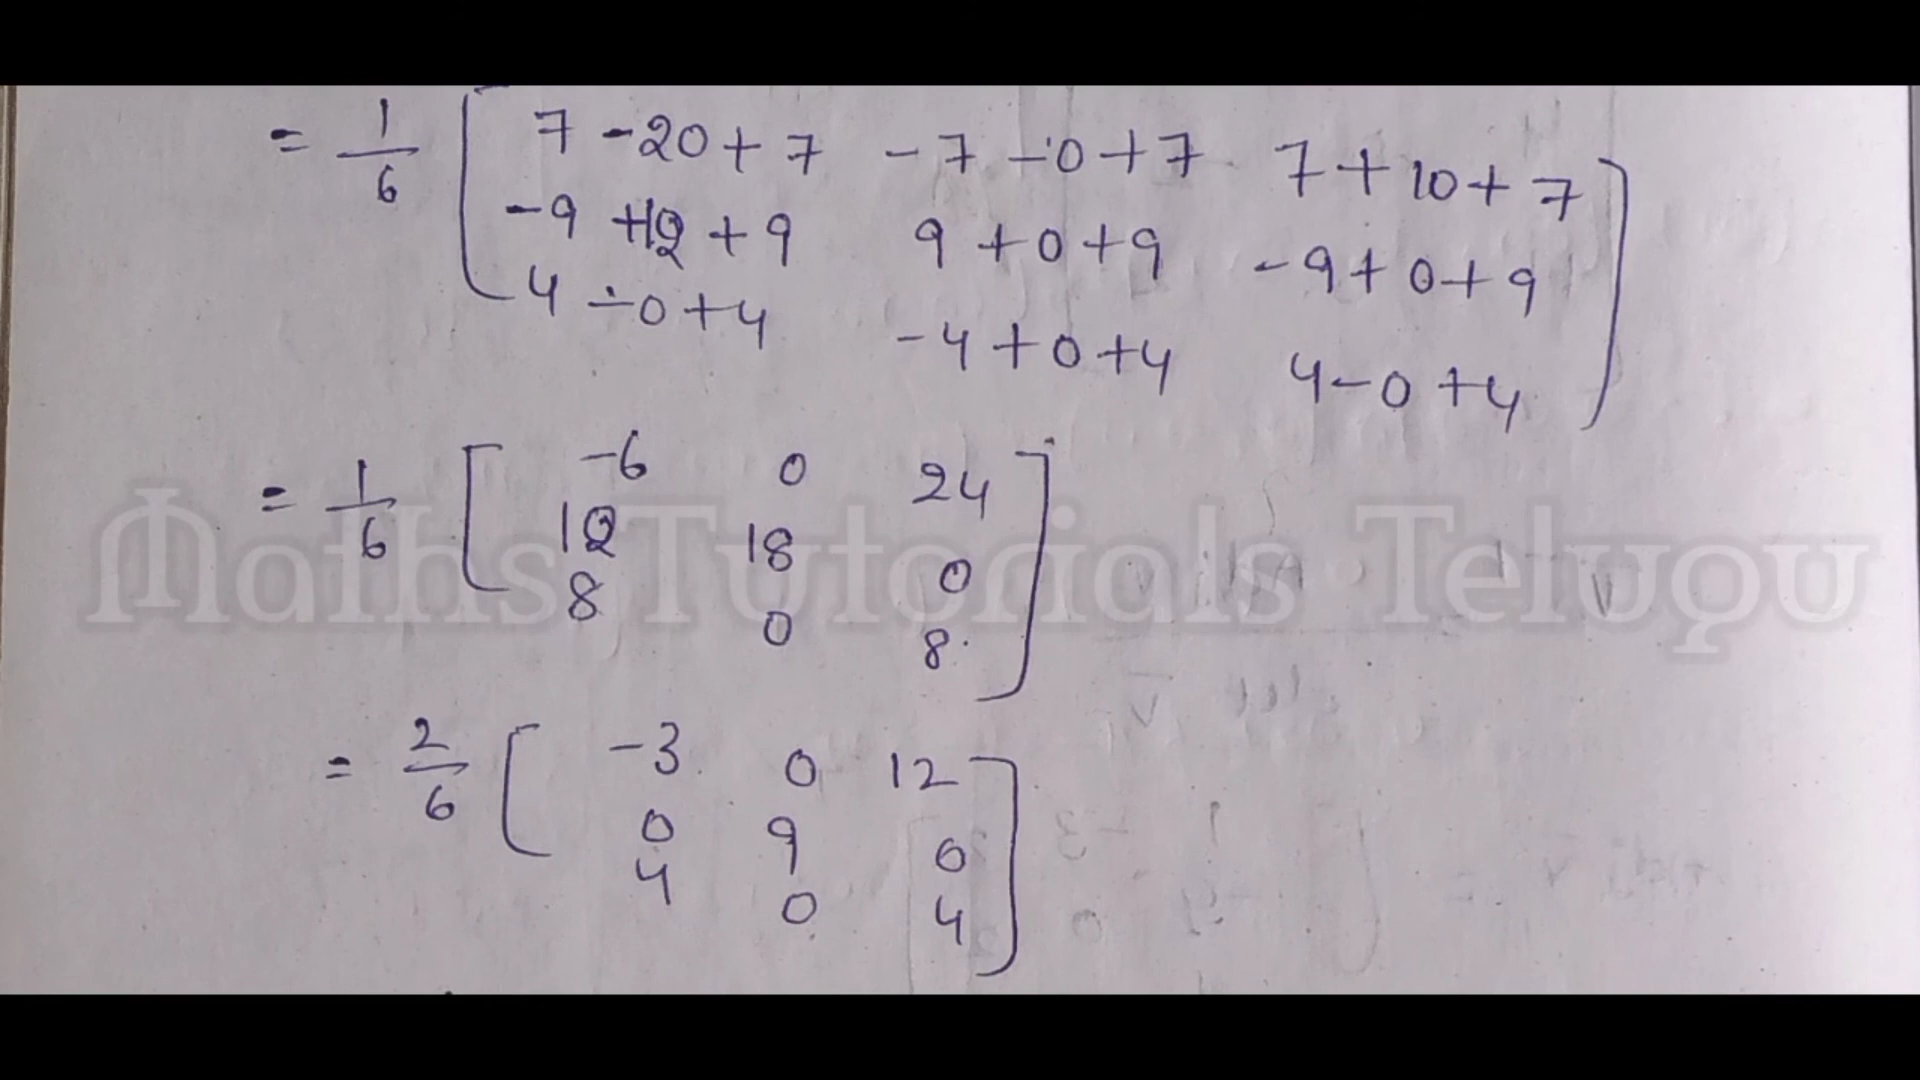 = 1/6 [ 7 -20 + 7   -7 -0 +7   7 + 10 + 7
-9 +12 + 9   9 +0 +9   -9 + 0 + 9
4 -0 +4   -4 +0 +4   4 -0 +4 ]
= 1/6 [ -6   0   24
12   18   0
8   0   8 ]
Maths Tutorials Telugu
= 2/6 [ -3   0   12
0   9   0
4   0   4 ]